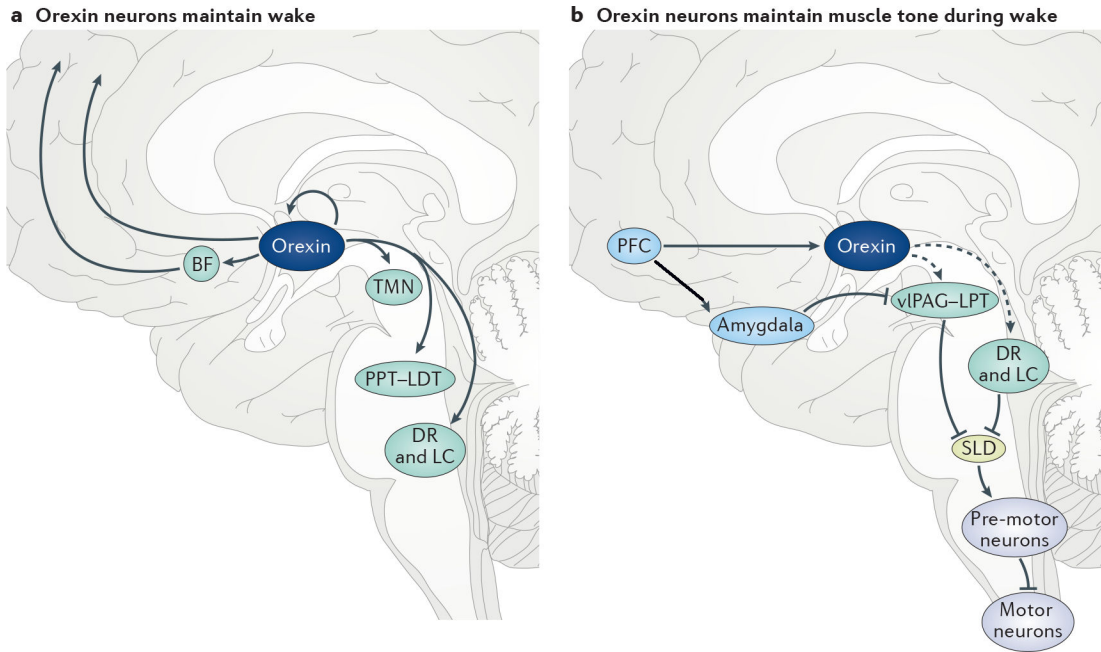 a Orexin neurons maintain wake
Orexin
BF
TMN
PPT–LDT
DR
and LC
b Orexin neurons maintain muscle tone during wake
PFC
Orexin
vlPAG–LPT
Amygdala
DR
and LC
SLD
Pre-motor
neurons
Motor
neurons